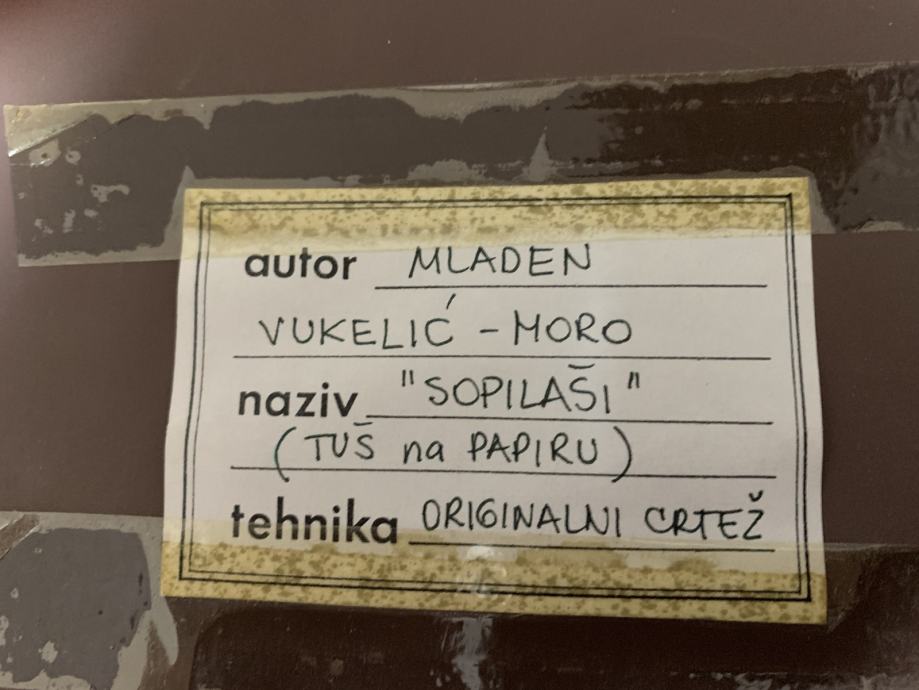 autor MLADEN
VUKELIĆ - MORO
naziv "SOPILAŠI"
(TUŠ na PAPIRU)
tehnika ORIGINALNI CRTEŽ